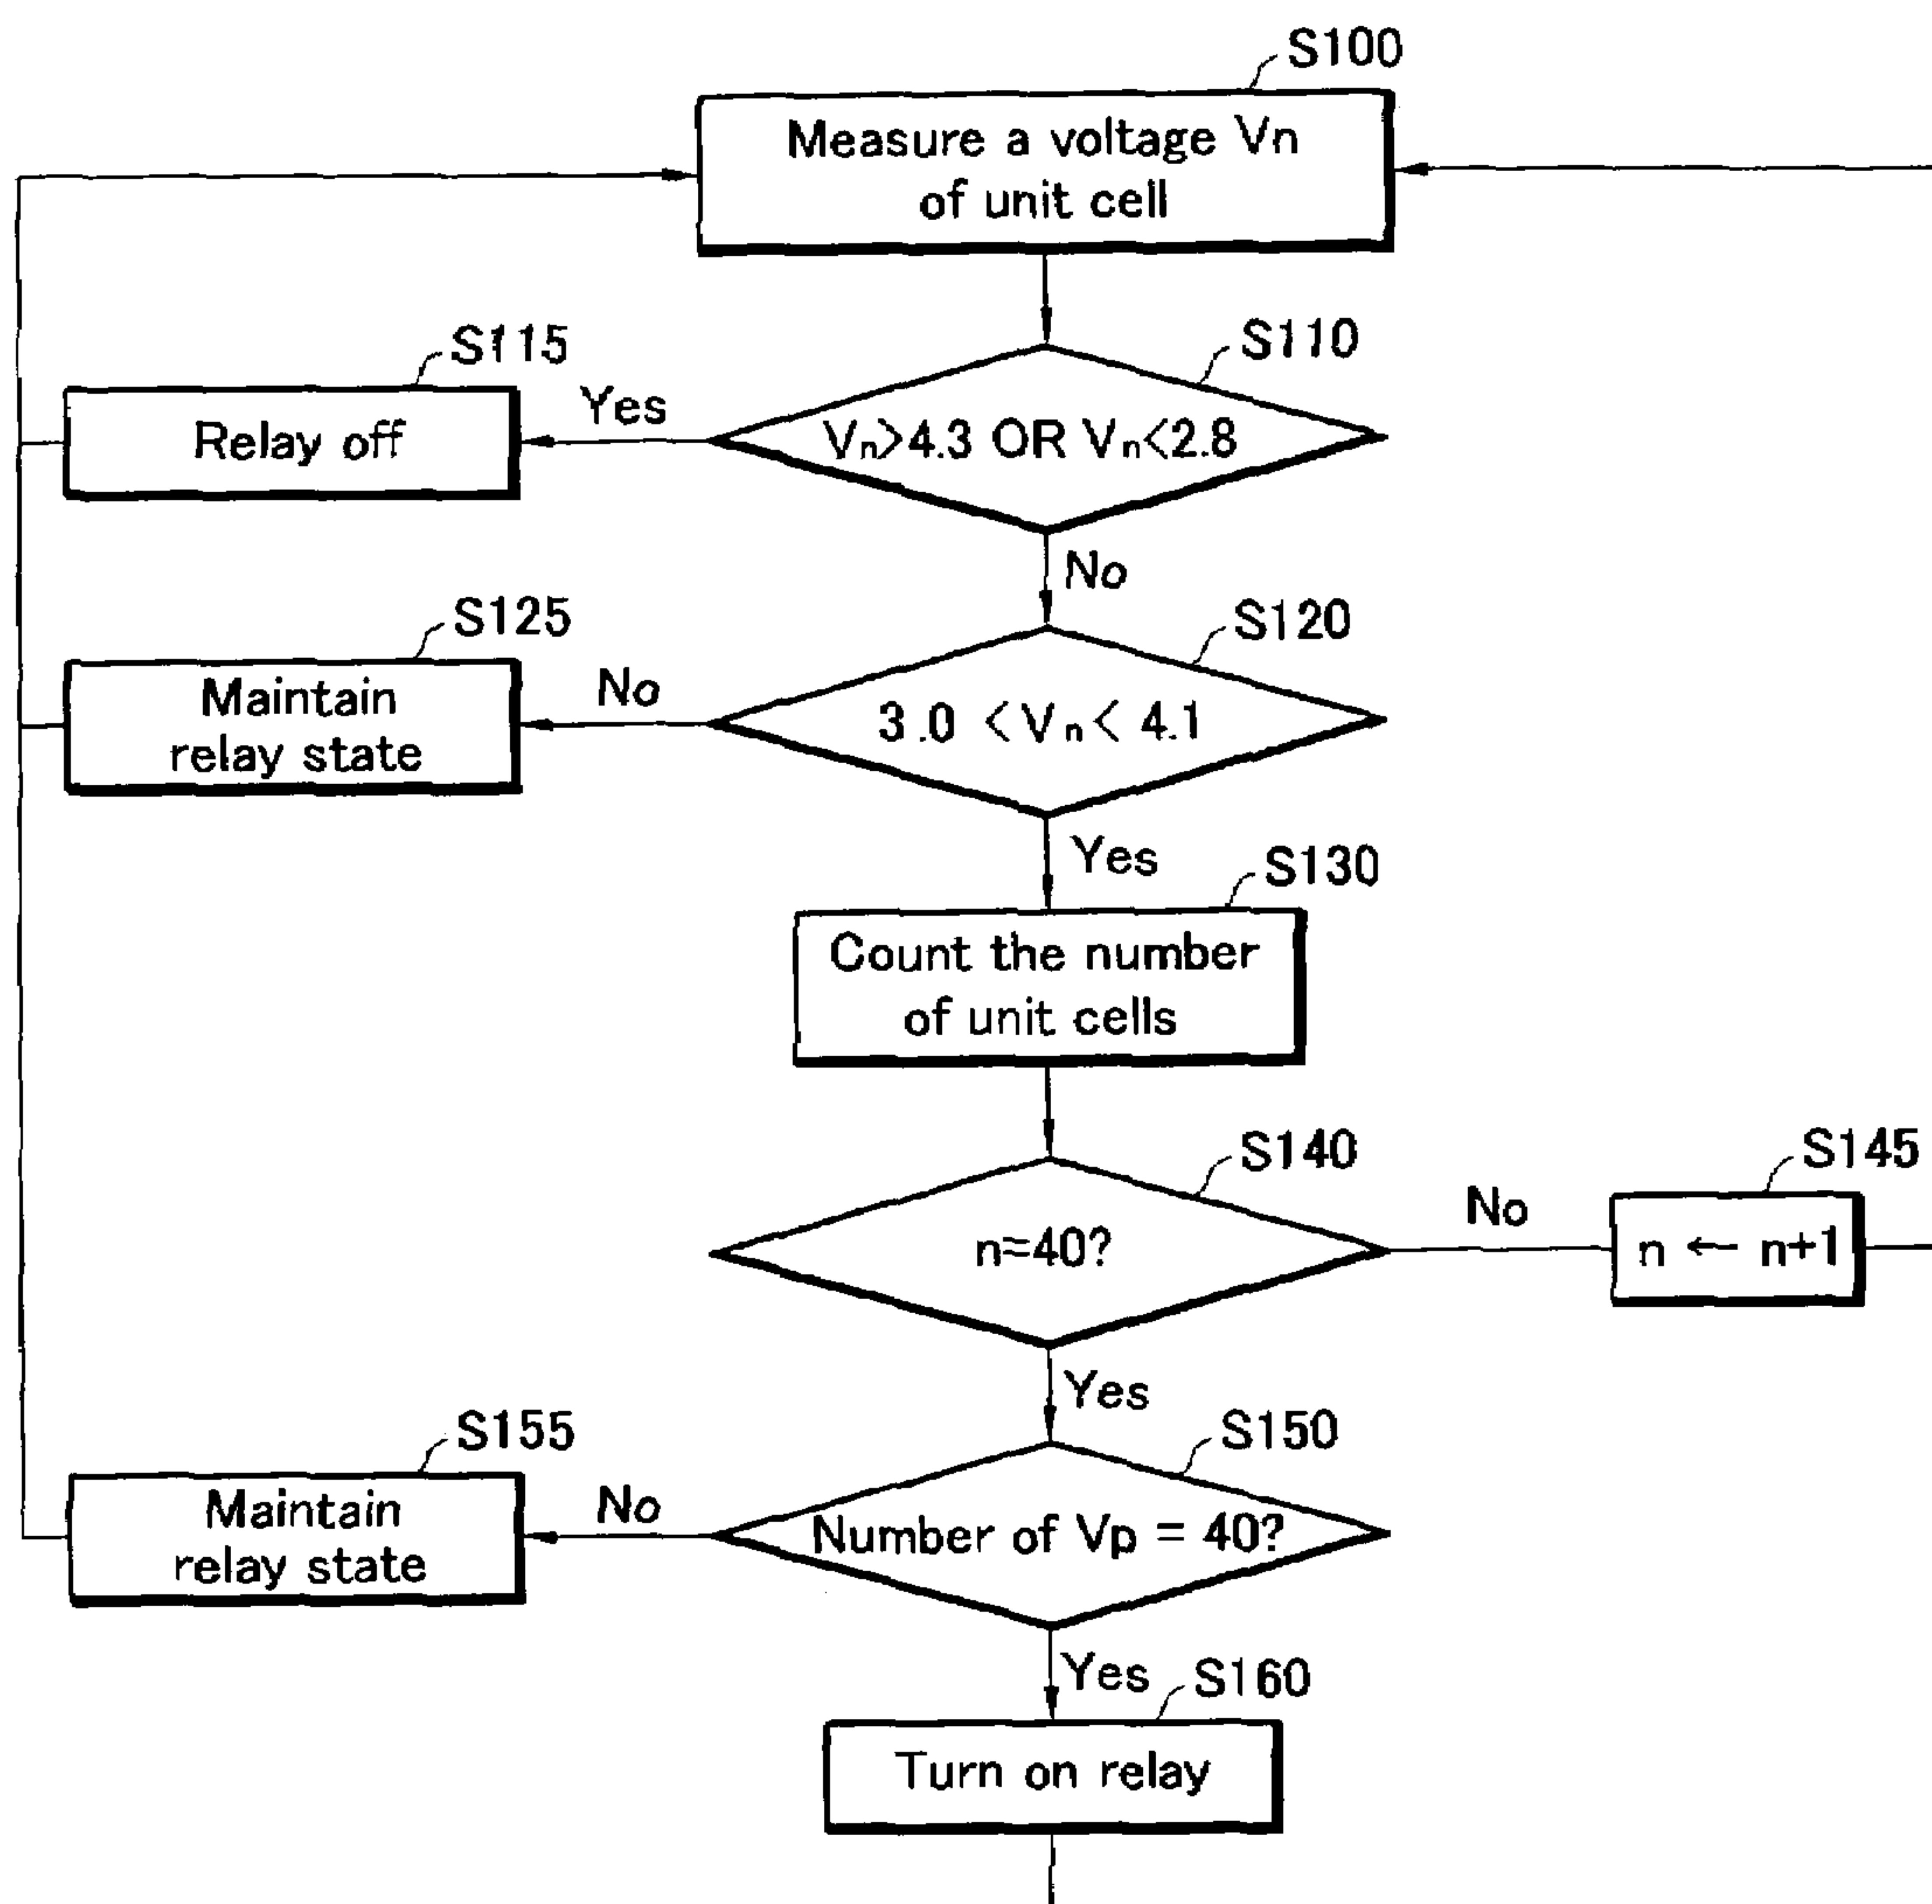 S100
Measure a voltage Vn
of unit cell
S115
Relay off
Yes
S110
Vn>4.3 OR Vn<2.8
No
S125
Maintain
relay state
No
S120
3.0 < Vn < 4.1
Yes
S130
Count the number
of unit cells
S140
n=40?
No
S145
n ← n+1
Yes
S155
Maintain
relay state
No
S150
Number of Vp = 40?
Yes
S160
Turn on relay